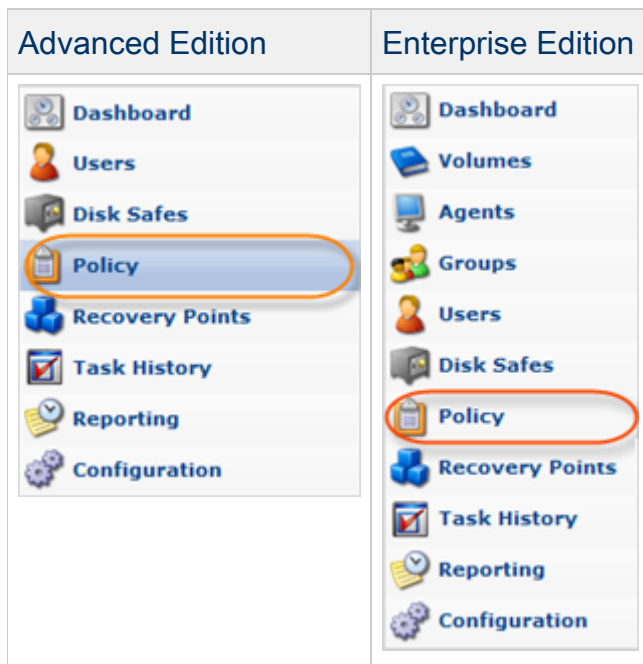 Advanced Edition
Enterprise Edition
Dashboard
Users
Disk Safes
Policy
Recovery Points
Task History
Reporting
Configuration
Dashboard
Volumes
Agents
Groups
Users
Disk Safes
Policy
Recovery Points
Task History
Reporting
Configuration